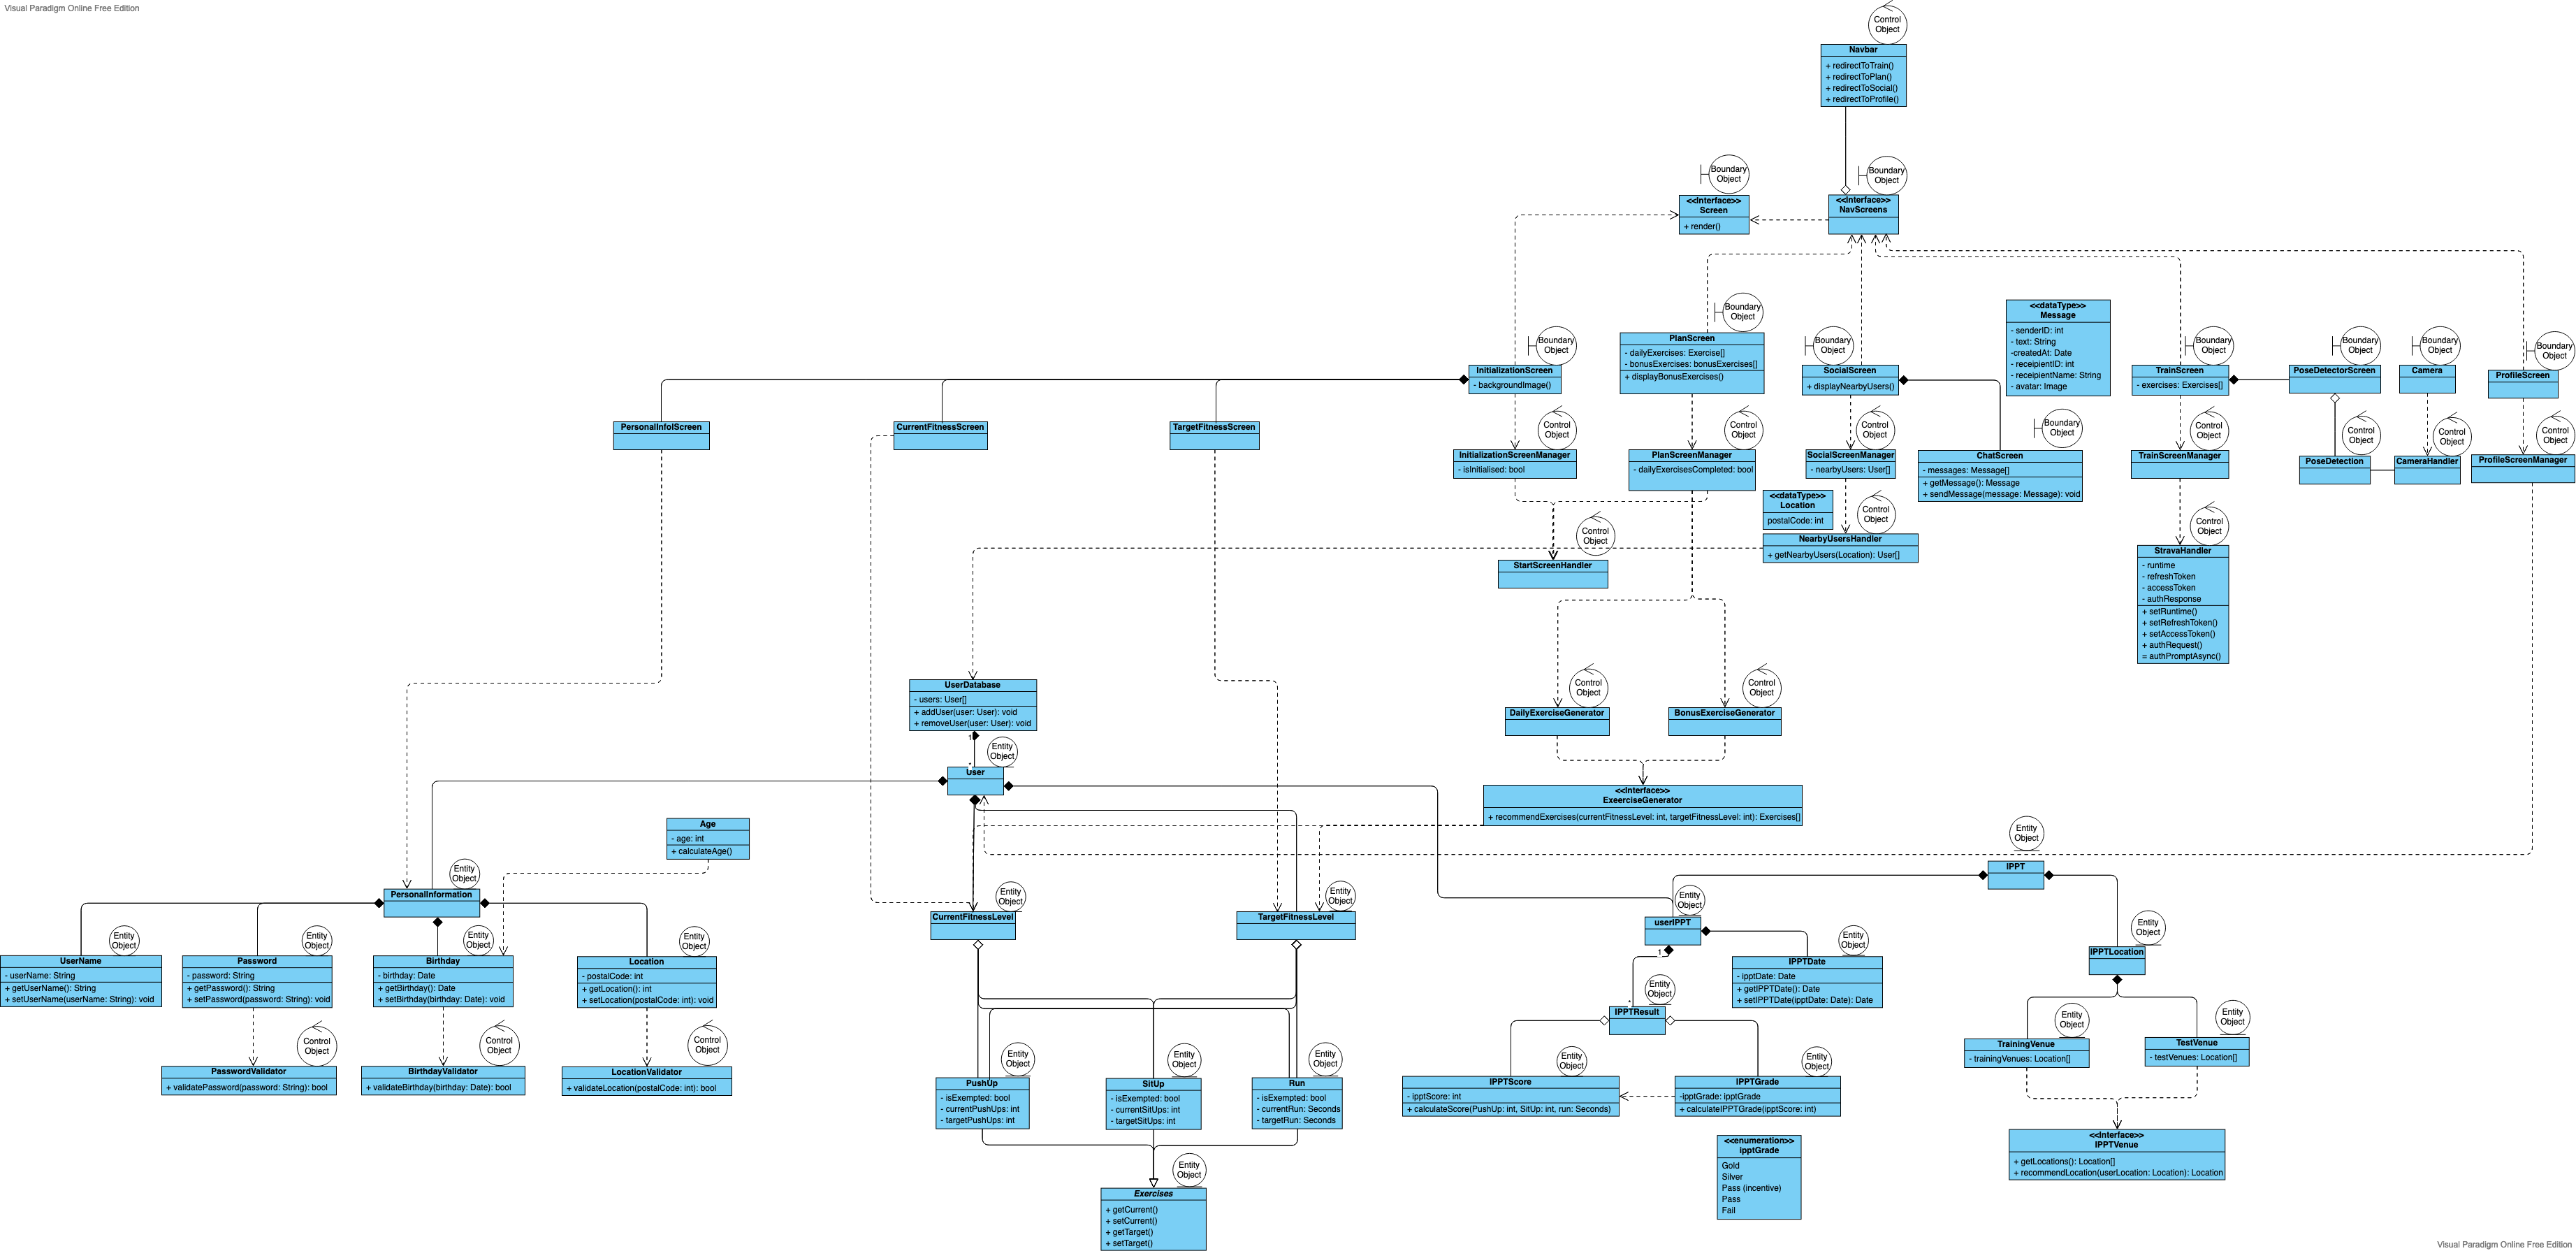 Visual Paradigm Online Free Edition
Control
Object
Navbar
+ redirectToTrain()
+ redirectToPlan()
+ redirectToSocial()
+ redirectToProfile()
Boundary
Object
<<Interface>>
Screen
+ render()
Boundary
Object
<<Interface>>
NavScreens
Boundary
Object
PlanScreen
- dailyExercises: Exercise[]
- bonusExercises: bonusExercises[]
+ displayBonusExercises()
<<dataType>>
Message
- senderID: int
- text: String
-createdAt: Date
- receipientID: int
- receipientName: String
- avatar: Image
Boundary
Object
InitializationScreen
- backgroundImage()
Boundary
Object
SocialScreen
+ displayNearbyUsers()
Boundary
Object
TrainScreen
- exercises: Exercises[]
Boundary
Object
PoseDetectorScreen
Boundary
Object
Camera
Boundary
Object
ProfileScreen
PersonalInfolScreen
CurrentFitnessScreen
TargetFitnessScreen
Control
Object
InitializationScreenManager
- isInitialised: bool
Control
Object
PlanScreenManager
- dailyExercisesCompleted: bool
Control
Object
SocialScreenManager
- nearbyUsers: User[]
Boundary
Object
ChatScreen
- messages: Message[]
+ getMessage(): Message
+ sendMessage(message: Message): void
Control
Object
TrainScreenManager
Control
Object
PoseDetection
Control
Object
CameraHandler
Control
Object
ProfileScreenManager
<<dataType>>
Location
postalCode: int
Control
Object
NearbyUsersHandler
+ getNearbyUsers(Location): User[]
Control
Object
StartScreenHandler
Control
Object
StravaHandler
- runtime
- refreshToken
- accessToken
- authResponse
+ setRuntime()
+ setRefreshToken()
+ setAccessToken()
+ authRequest()
= authPromptAsync()
UserDatabase
- users: User[]
+ addUser(user: User): void
+ removeUser(user: User): void
1
*
Control
Object
DailyExerciseGenerator
Control
Object
BonusExerciseGenerator
Entity
Object
User
<<Interface>>
ExeerciseGenerator
+ recommendExercises(currentFitnessLevel: int, targetFitnessLevel: int): Exercises[]
Age
- age: int
+ calculateAge()
Entity
Object
IPPT
Entity
Object
PersonalInformation
Entity
Object
CurrentFitnessLevel
Entity
Object
TargetFitnessLevel
Entity
Object
userIPPT
1
*
Entity
Object
IPPTLocation
Entity
Object
UserName
- userName: String
+ getUserName(): String
+ setUserName(userName: String): void
Entity
Object
Password
- password: String
+ getPassword(): String
+ setPassword(password: String): void
Entity
Object
Birthday
- birthday: Date
+ getBirthday(): Date
+ setBirthday(birthday: Date): void
Entity
Object
Location
- postalCode: int
+ getLocation(): int
+ setLocation(postalCode: int): void
Entity
Object
IPPTDate
- ipptDate: Date
+ getIPPTDate(): Date
+ setIPPTDate(ipptDate: Date): Date
Entity
Object
IPPTResult
Control
Object
PasswordValidator
+ validatePassword(password: String): bool
Control
Object
BirthdayValidator
+ validateBirthday(birthday: Date): bool
Control
Object
LocationValidator
+ validateLocation(postalCode: int): bool
Entity
Object
PushUp
- isExempted: bool
- currentPushUps: int
- targetPushUps: int
Entity
Object
SitUp
- isExempted: bool
- currentSitUps: int
- targetSitUps: int
Entity
Object
Run
- isExempted: bool
- currentRun: Seconds
- targetRun: Seconds
Entity
Object
IPPTScore
- ipptScore: int
+ calculateScore(PushUp: int, SitUp: int, run: Seconds)
Entity
Object
IPPTGrade
-ipptGrade: ipptGrade
+ calculateIPPTGrade(ipptScore: int)
Entity
Object
TrainingVenue
- trainingVenues: Location[]
Entity
Object
TestVenue
- testVenues: Location[]
<<Interface>>
IPPTVenue
+ getLocations(): Location[]
+ recommendLocation(userLocation: Location): Location
<<enumeration>>
ipptGrade
Gold
Silver
Pass (incentive)
Pass
Fail
Entity
Object
Exercises
+ getCurrent()
+ setCurrent()
+ getTarget()
+ setTarget()
Visual Paradigm Online Free Edition